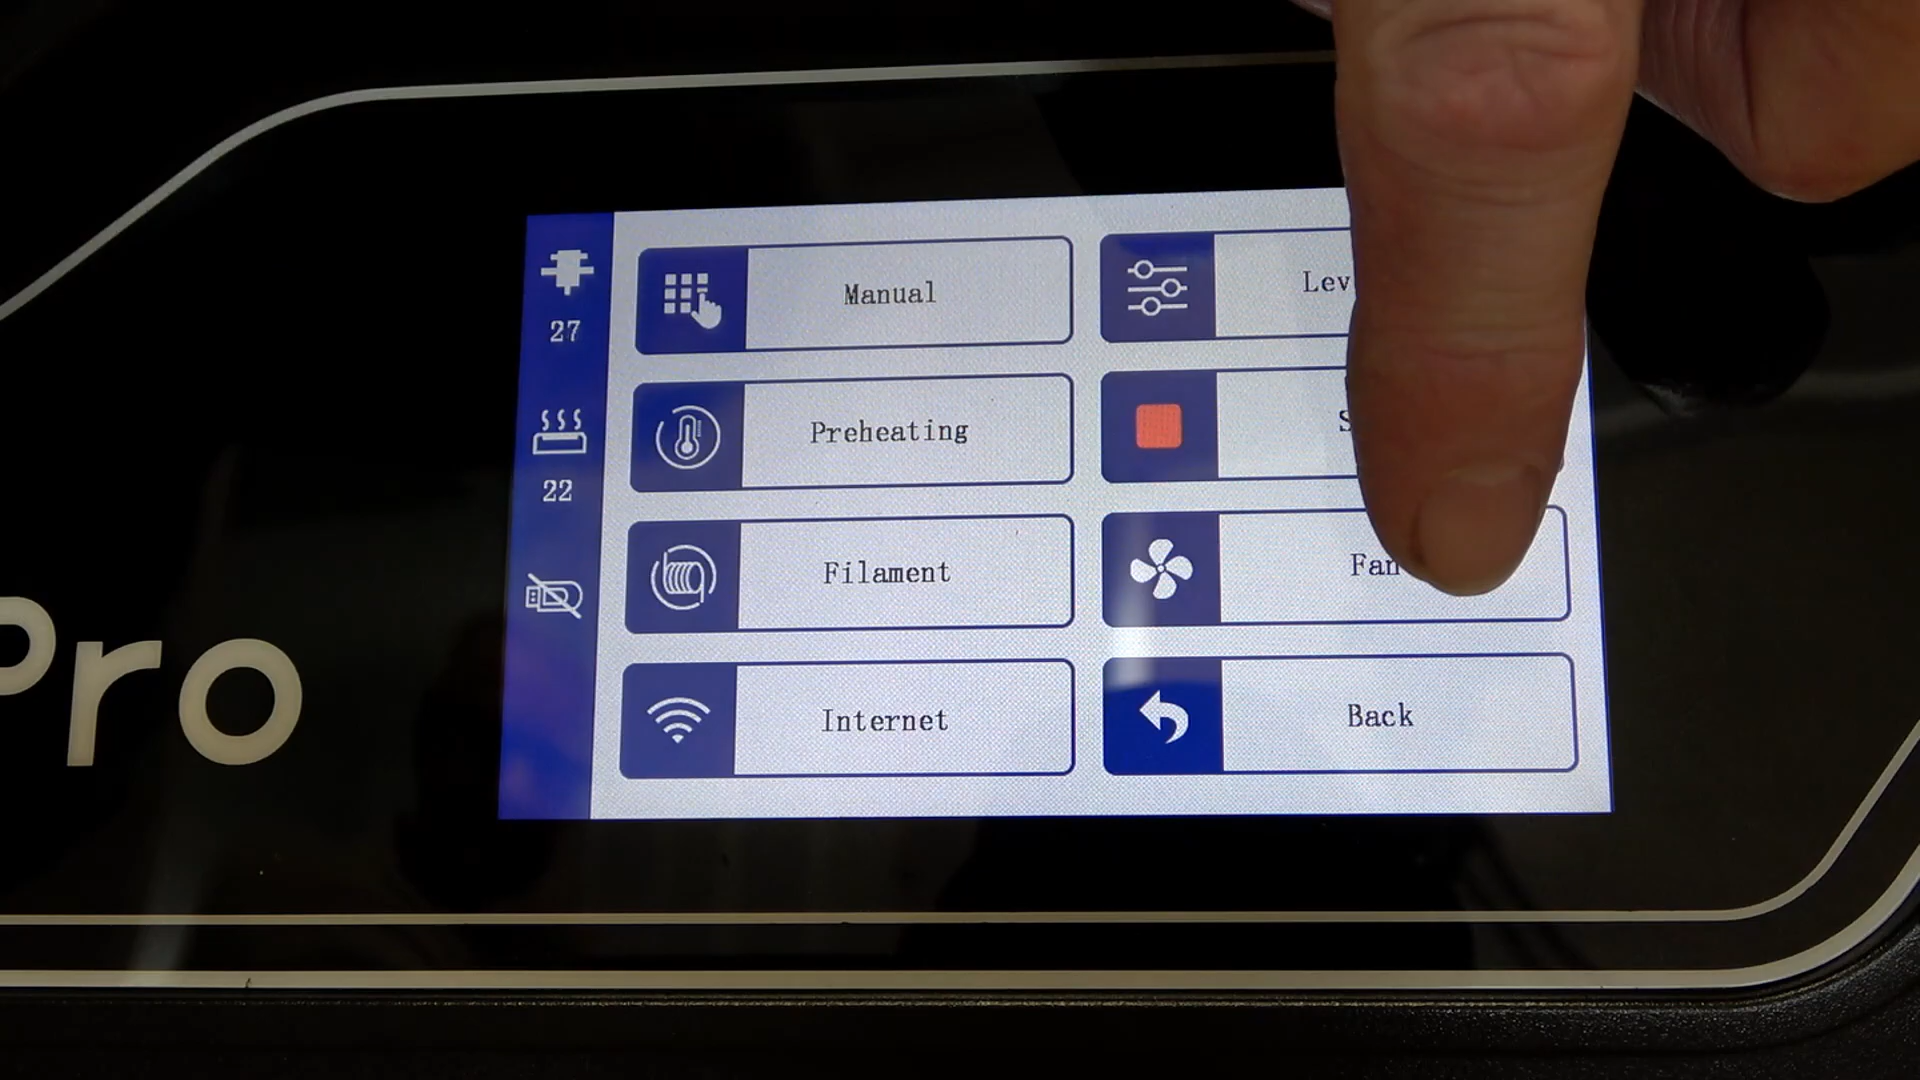 27
22
Manual
Preheating
Filament
Internet
Lev
S
Fan
Back
Pro